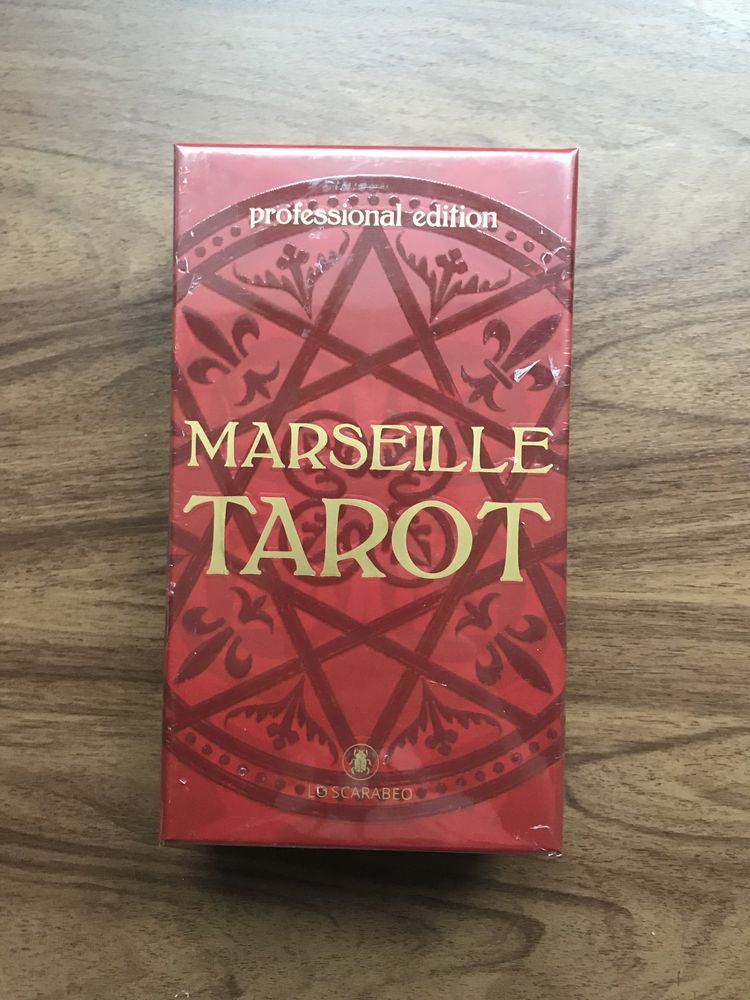 professional edition
MARSEILLE
TAROT
LO SCARABEO